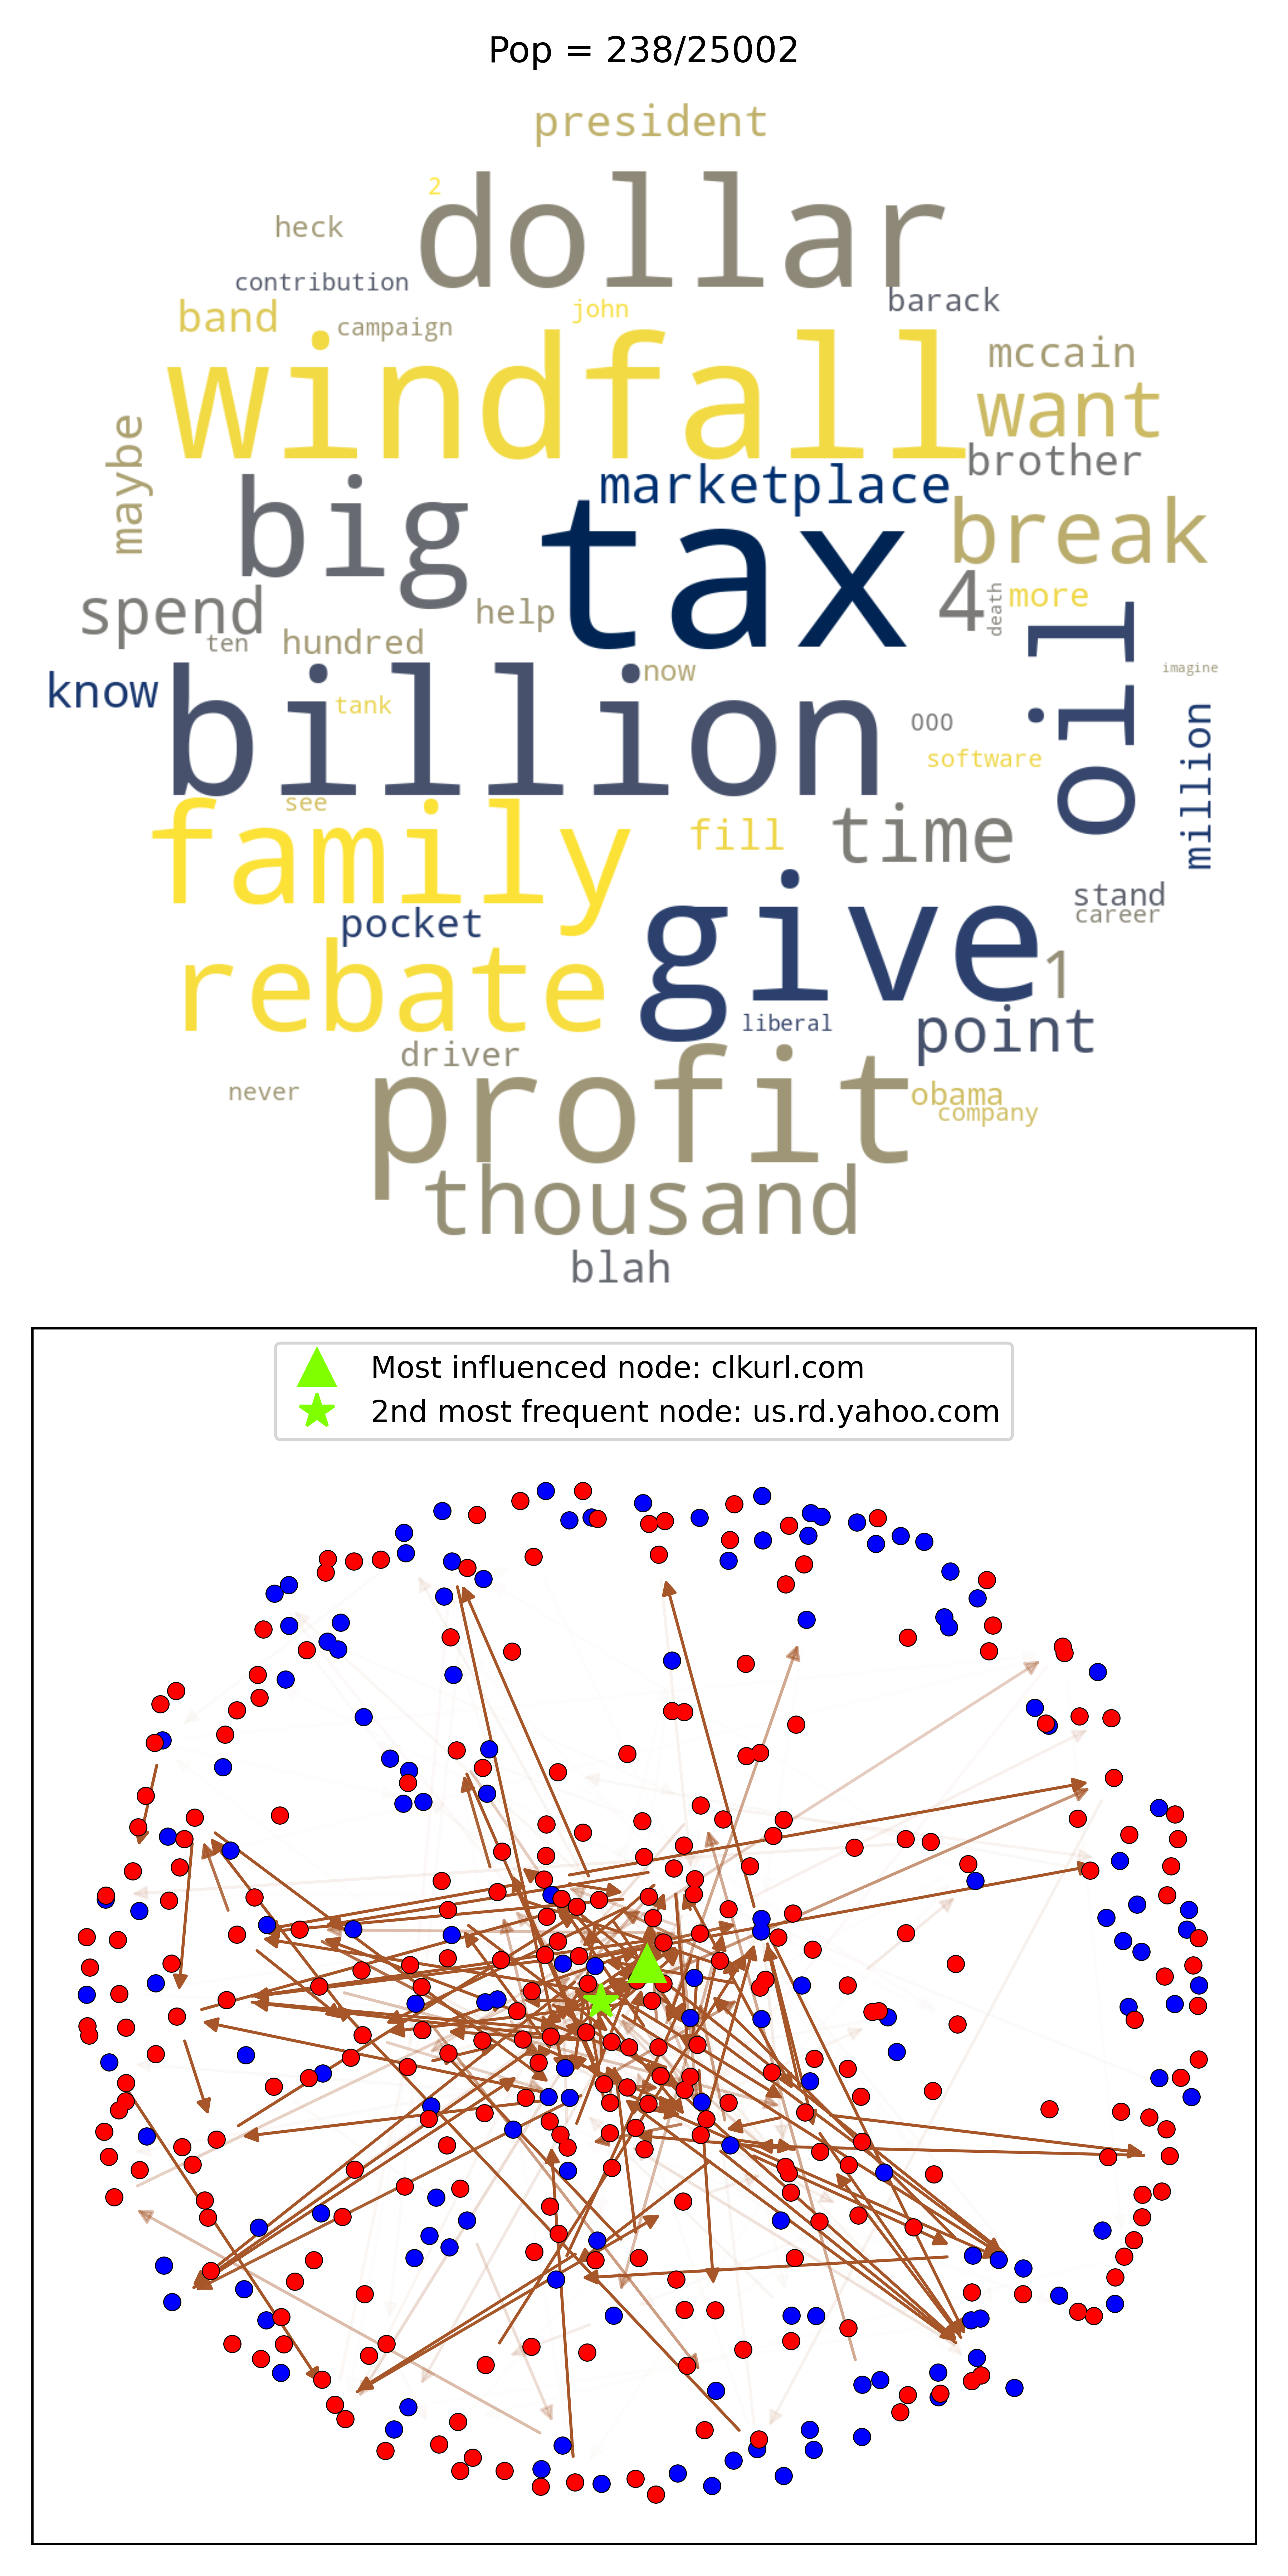 Pop = 238/25002
president
2
dollar
heck
contribution
john
barack
band
campaign
windfall
mccain
want
maybe
brother
marketplace
big
tax
break
spend
help
4
death
more
ten
hundred
oil
know
now
imagine
billion
tank
000
million
software
see
family
fill
time
stand
pocket
give
career
rebate
1
liberal
point
driver
never
profit
obama
company
thousand
blah
Most influenced node: clkurl.com
2nd most frequent node: us.rd.yahoo.com